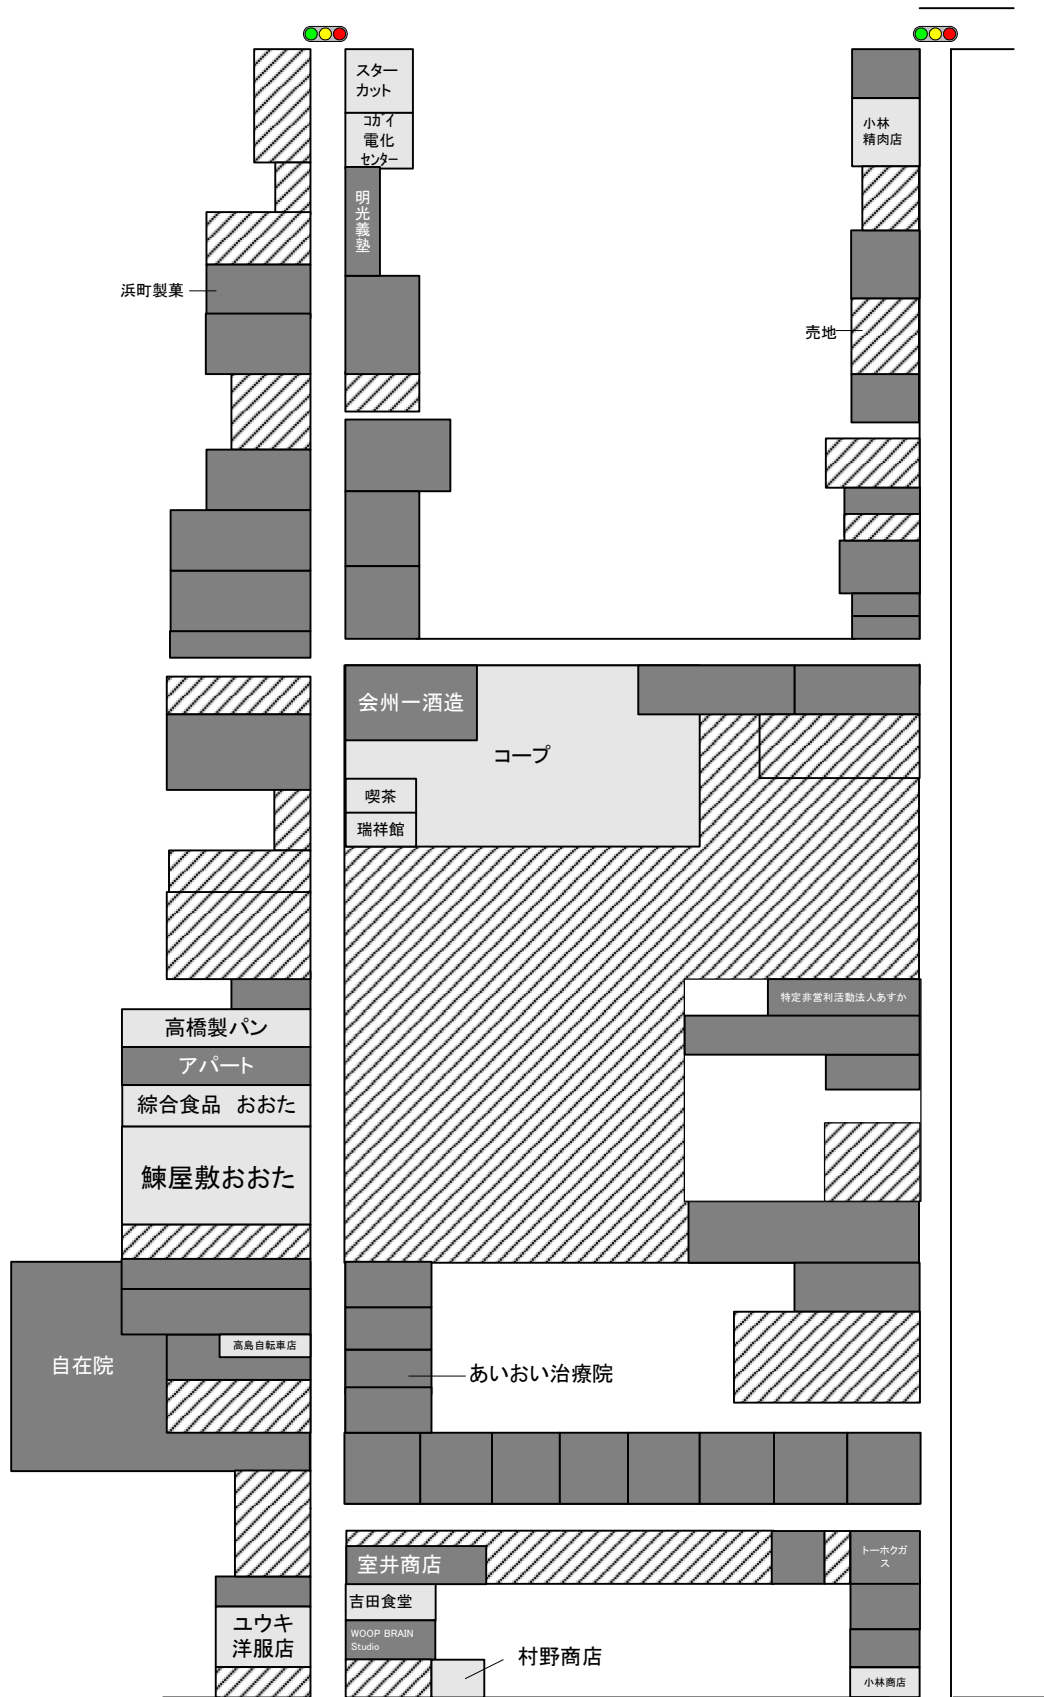 スター
カット
コガイ
電化
センター
小林
精肉店
明
光
義
塾
浜町製菓
売地
会州一酒造
コープ
喫茶
瑞祥館
特定非営利活動法人あすか
高橋製パン
アパート
綜合食品 おおた
鰊屋敷おおた
高島自転車店
自在院
あいおい治療院
室井商店
トーホクガ
ス
吉田食堂
ユウキ
洋服店
WOOP BRAIN
Studio
村野商店
小林商店